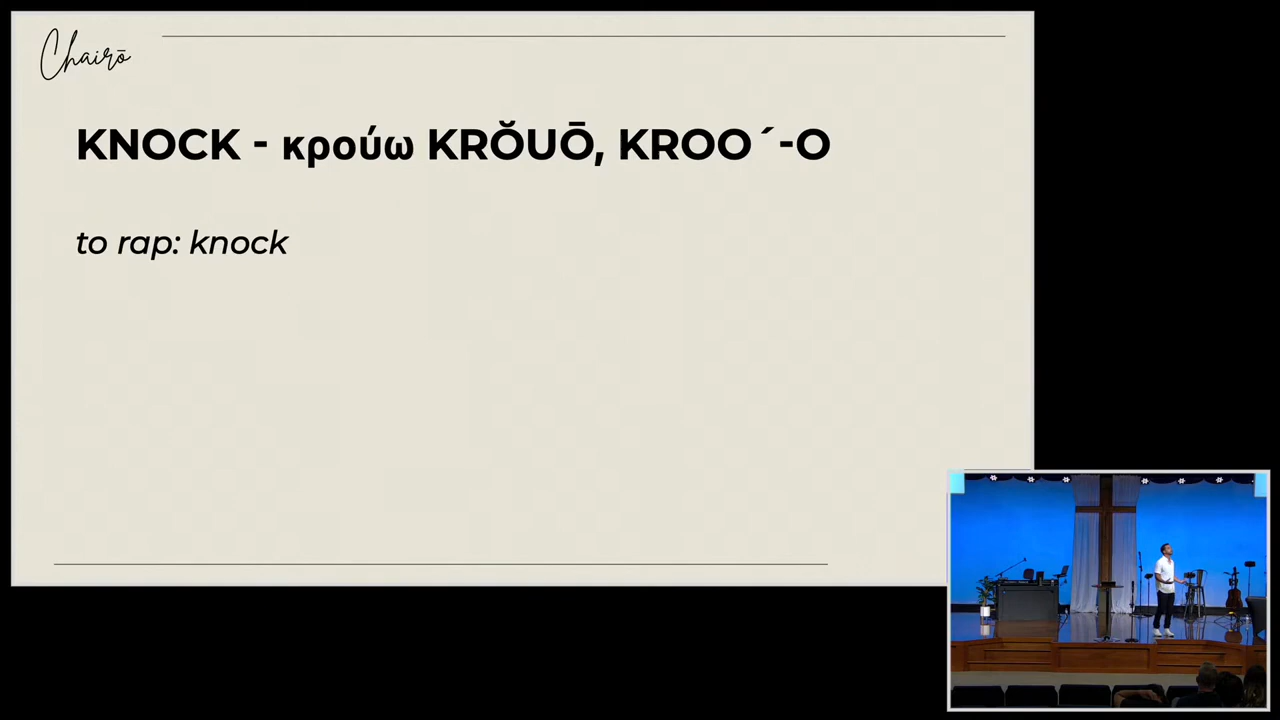 Chairō
KNOCK - κρούω KRŎUŌ, KROO ´-O
to rap: knock